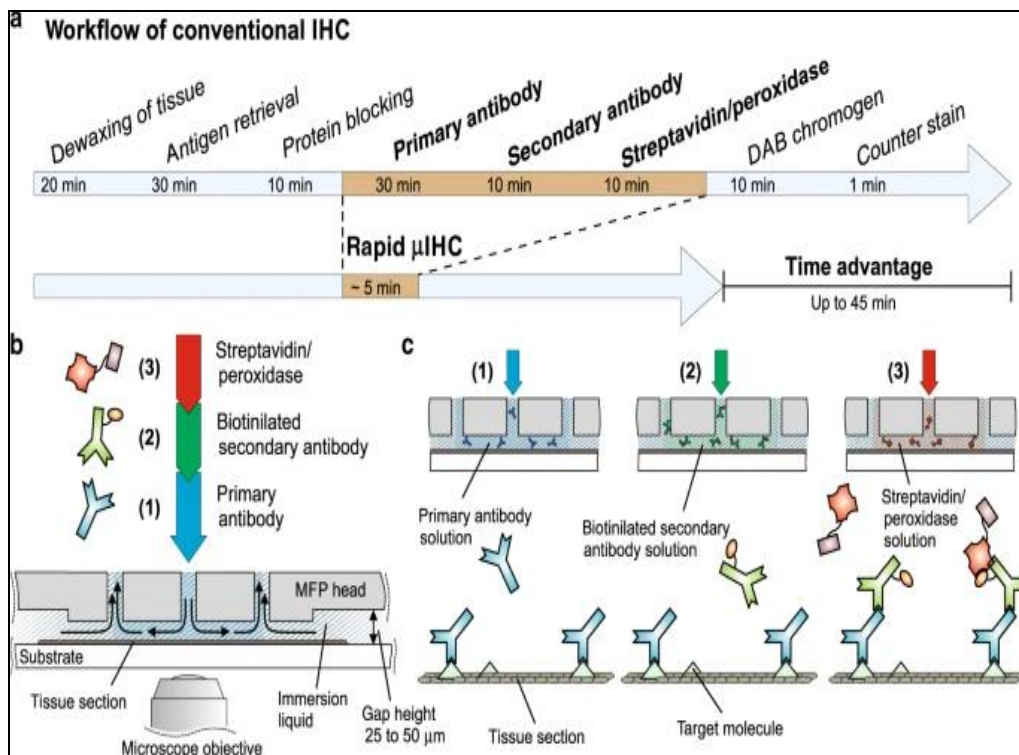 a
Workflow of conventional IHC
Dewaxing of tissue
Antigen retrieval
Protein blocking
Primary antibody
Secondary antibody
Streptavidin/peroxidase
DAB chromogen
Counter stain
20 min 30 min 10 min 30 min 10 min 10 min 10 min 1 min
Rapid μIHC
~ 5 min
Time advantage
Up to 45 min
b
(3)
Streptavidin/
peroxidase
(2)
Biotinilated
secondary antibody
(1)
Primary
antibody
MFP head
Substrate
Tissue section
Immersion
liquid
Gap height
25 to 50 μm
Microscope objective
c
(1)
(2)
(3)
Primary antibody
solution
Biotinilated secondary
antibody solution
Streptavidin/
peroxidase
solution
Tissue section
Target molecule